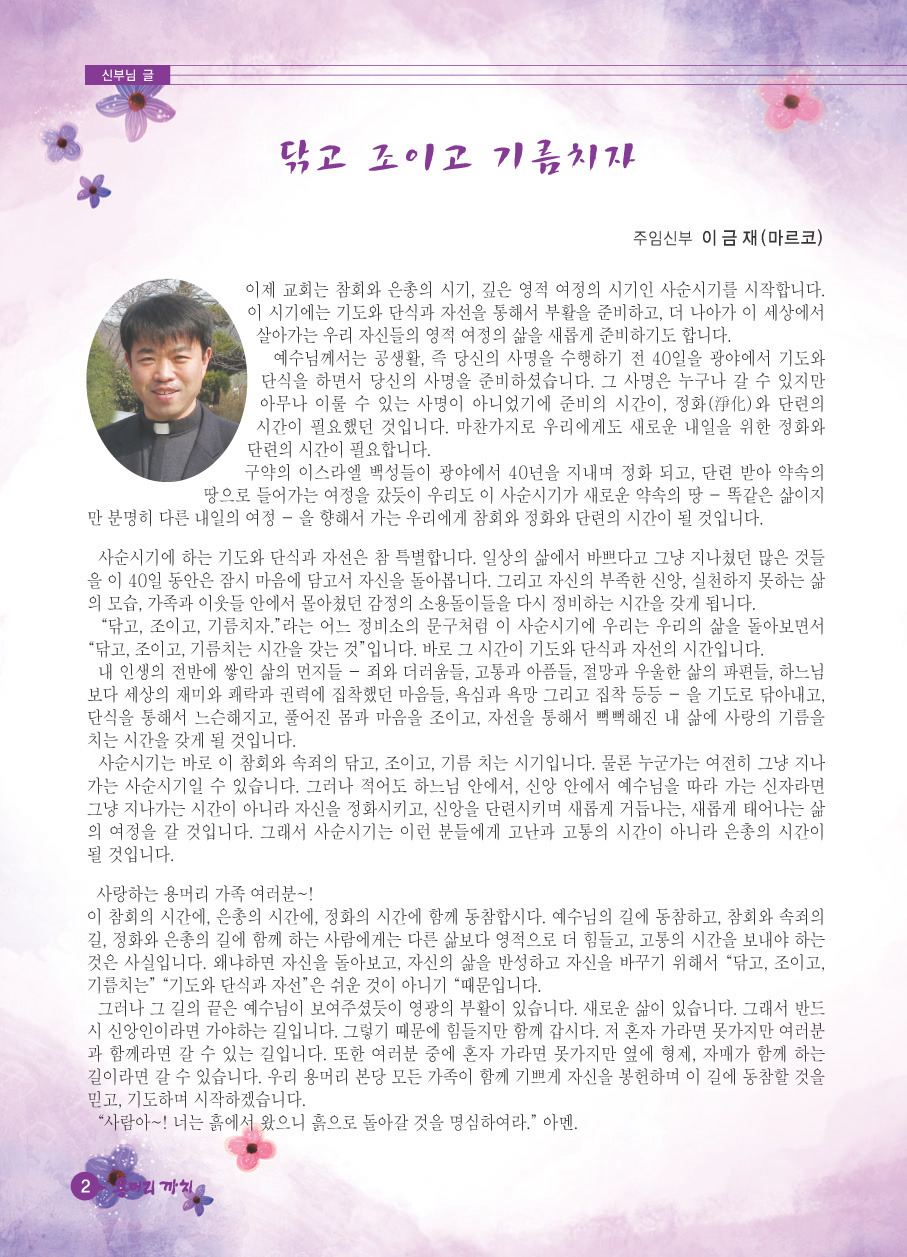 신부님 글
닦고 조이고 기름치자
주임신부 이 금 재(마르코)
이제 교회는 참회와 은총의 시기, 깊은 영적 여정의 시기인 사순시기를 시작합니다.
이 시기에는 기도와 단식과 자선을 통해서 부활을 준비하고, 더 나아가 이 세상에서
살아가는 우리 자신들의 영적 여정의 삶을 새롭게 준비하기도 합니다.
예수님께서는 공생활, 즉 당신의 사명을 수행하기 전 40일을 광야에서 기도와
단식을 하면서 당신의 사명을 준비하셨습니다. 그 사명은 누구나 갈 수 있지만
아무나 이룰 수 있는 사명이 아니었기에 준비의 시간이, 정화(淨化)와 단련의
시간이 필요했던 것입니다. 마찬가지로 우리에게도 새로운 내일을 위한 정화와
단련의 시간이 필요합니다.
구약의 이스라엘 백성들이 광야에서 40년을 지내며 정화 되고, 단련 받아 약속의
땅으로 들어가는 여정을 갔듯이 우리도 이 사순시기가 새로운 약속의 땅 – 똑같은 삶이지
만 분명히 다른 내일의 여정 – 을 향해서 가는 우리에게 참회와 정화와 단련의 시간이 될 것입니다.
사순시기에 하는 기도와 단식과 자선은 참 특별합니다. 일상의 삶에서 바쁘다고 그냥 지나쳤던 많은 것들
을 이 40일 동안은 잠시 마음에 담고서 자신을 돌아봅니다. 그리고 자신의 부족한 신앙, 실천하지 못하는 삶
의 모습, 가족과 이웃들 안에서 몰아쳤던 감정의 소용돌이들을 다시 정비하는 시간을 갖게 됩니다.
“닦고, 조이고, 기름치자.”라는 어느 정비소의 문구처럼 이 사순시기에 우리는 우리의 삶을 돌아보면서
“닦고, 조이고, 기름치는 시간을 갖는 것”입니다. 바로 그 시간이 기도와 단식과 자선의 시간입니다.
내 인생의 전반에 쌓인 삶의 먼지들 – 죄와 더러움들, 고통과 아픔들, 절망과 우울한 삶의 파편들, 하느님
보다 세상의 재미와 쾌락과 권력에 집착했던 마음들, 욕심과 욕망 그리고 집착 등등 – 을 기도로 닦아내고,
단식을 통해서 느슨해지고, 풀어진 몸과 마음을 조이고, 자선을 통해서 뻑뻑해진 내 삶에 사랑의 기름을
치는 시간을 갖게 될 것입니다.
사순시기는 바로 이 참회와 속죄의 닦고, 조이고, 기름 치는 시기입니다. 물론 누군가는 여전히 그냥 지나
가는 사순시기일 수 있습니다. 그러나 적어도 하느님 안에서, 신앙 안에서 예수님을 따라 가는 신자라면
그냥 지나가는 시간이 아니라 자신을 정화시키고, 신앙을 단련시키며 새롭게 거듭나는, 새롭게 태어나는 삶
의 여정을 갈 것입니다. 그래서 사순시기는 이런 분들에게 고난과 고통의 시간이 아니라 은총의 시간이
될 것입니다.
사랑하는 용머리 가족 여러분~!
이 참회의 시간에, 은총의 시간에, 정화의 시간에 함께 동참합시다. 예수님의 길에 동참하고, 참회와 속죄의
길, 정화와 은총의 길에 함께 하는 사람에게는 다른 삶보다 영적으로 더 힘들고, 고통의 시간을 보내야 하는
것은 사실입니다. 왜냐하면 자신을 돌아보고, 자신의 삶을 반성하고 자신을 바꾸기 위해서 “닦고, 조이고,
기름치는” “기도와 단식과 자선”은 쉬운 것이 아니기 “때문입니다.
그러나 그 길의 끝은 예수님이 보여주셨듯이 영광의 부활이 있습니다. 새로운 삶이 있습니다. 그래서 반드
시 신앙인이라면 가야하는 길입니다. 그렇기 때문에 힘들지만 함께 갑시다. 저 혼자 가라면 못가지만 여러분
과 함께라면 갈 수 있는 길입니다. 또한 여러분 중에 혼자 가라면 못가지만 옆에 형제, 자매가 함께 하는
길이라면 갈 수 있습니다. 우리 용머리 본당 모든 가족이 함께 기쁘게 자신을 봉헌하며 이 길에 동참할 것을
믿고, 기도하며 시작하겠습니다.
“사람아~! 너는 흙에서 왔으니 흙으로 돌아갈 것을 명심하여라.” 아멘.
2 용머리 까치